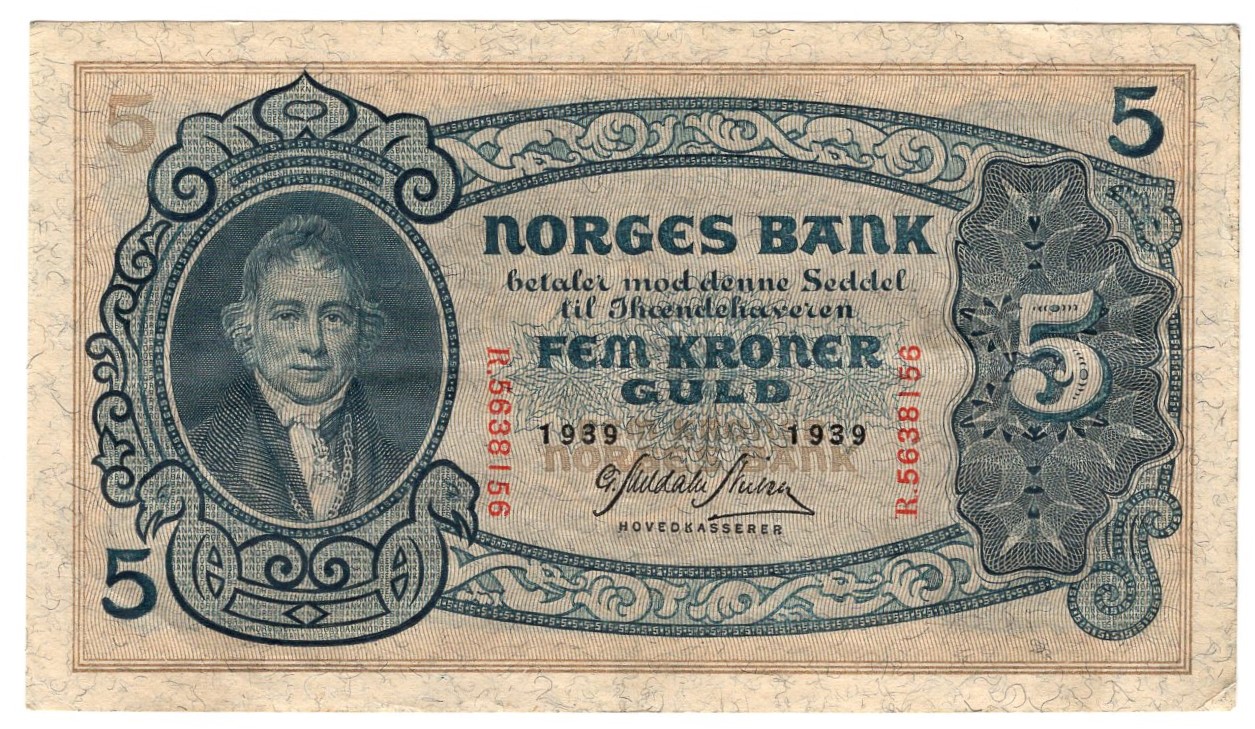 5
5
NORGES BANK
betaler mod denne Seddel
til Ihændehaveren
FEM KRONER
GULD
5
R.5638156
R.5638156
1939 1939
NORGES BANK
HOVEDKASSERER
5